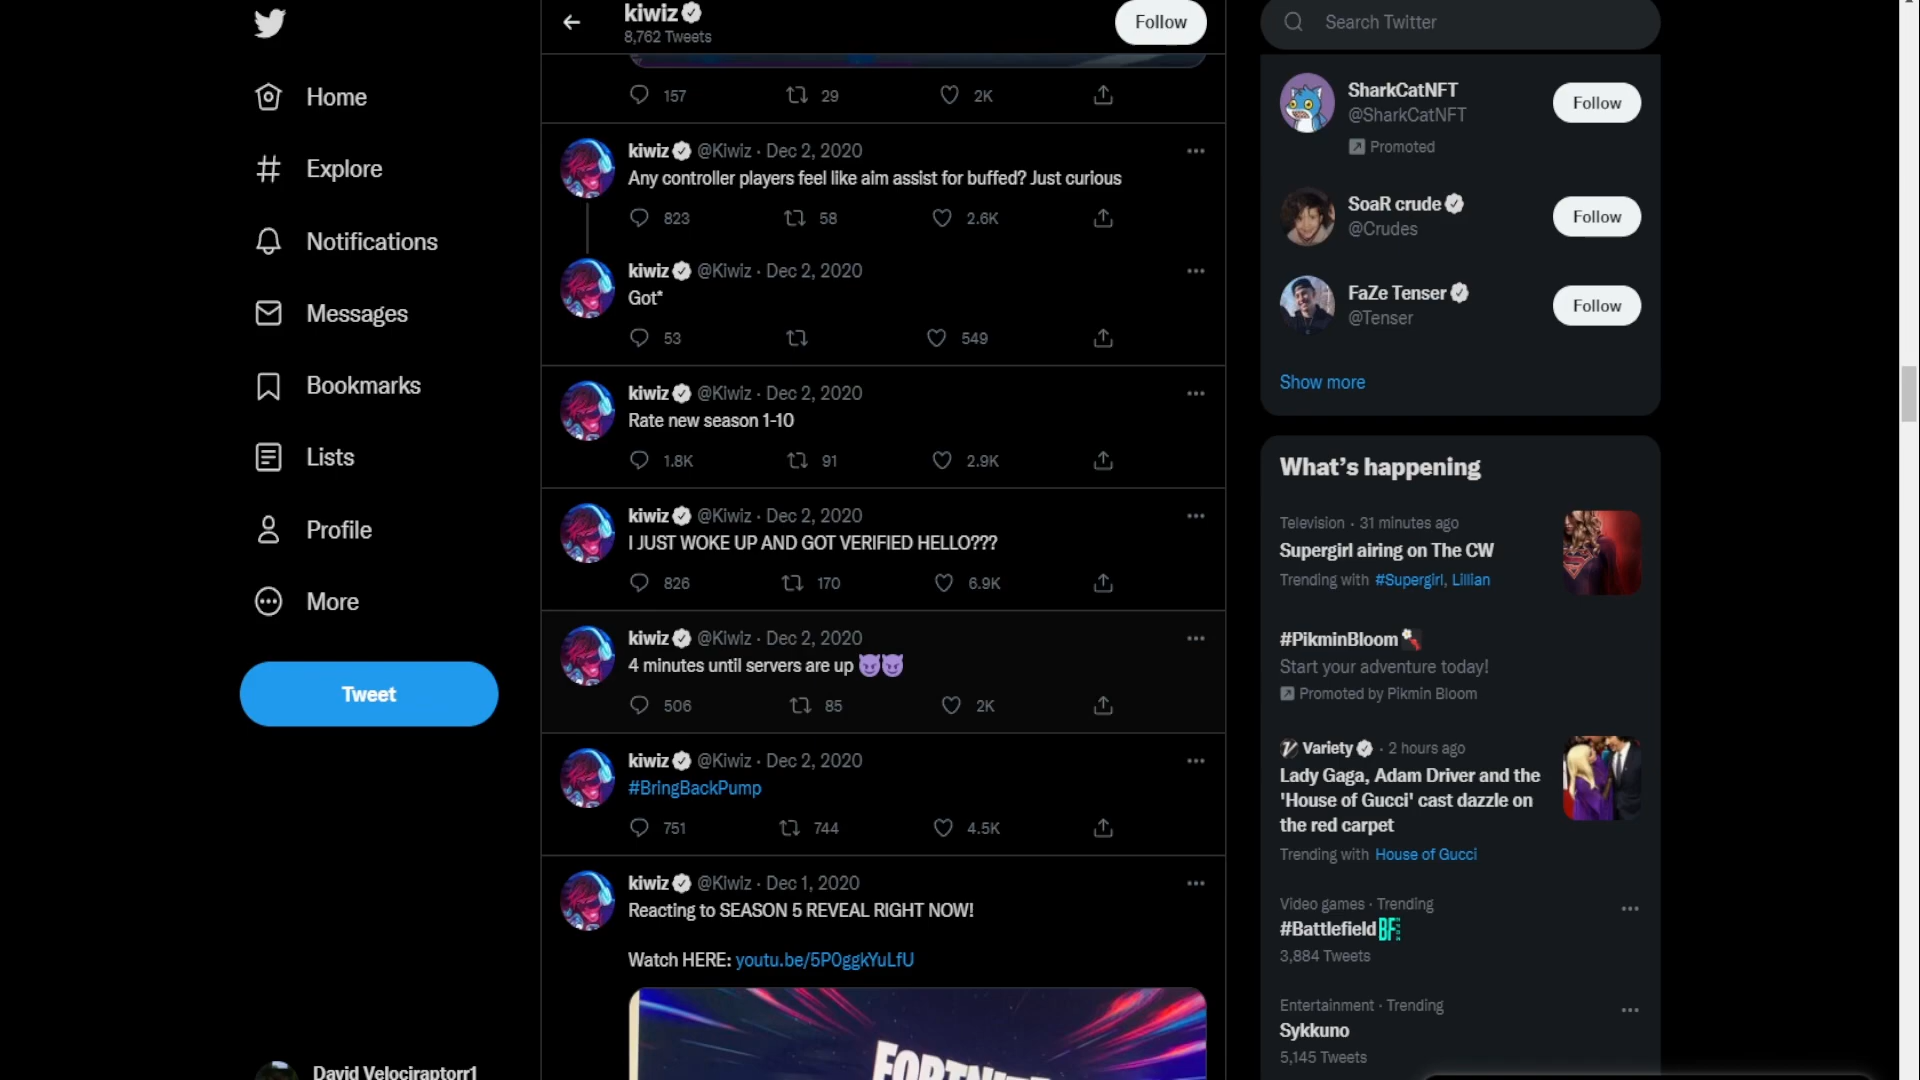 Home
Explore
Notifications
Messages
Bookmarks
Lists
Profile
More
Tweet
David Velociraptorr1
kiwiz
8,762 Tweets
Follow
157 29 2K
kiwiz @Kiwiz · Dec 2, 2020
Any controller players feel like aim assist for buffed? Just curious
823 58 2.6K
kiwiz @Kiwiz · Dec 2, 2020
Got*
53 549
kiwiz @Kiwiz · Dec 2, 2020
Rate new season 1-10
1.8K 91 2.9K
kiwiz @Kiwiz · Dec 2, 2020
I JUST WOKE UP AND GOT VERIFIED HELLO???
826 170 6.9K
kiwiz @Kiwiz · Dec 2, 2020
4 minutes until servers are up 😈😈
506 85 2K
kiwiz @Kiwiz · Dec 2, 2020
#BringBackPump
751 744 4.5K
kiwiz @Kiwiz · Dec 1, 2020
Reacting to SEASON 5 REVEAL RIGHT NOW!
Watch HERE: youtu.be/5P0ggkYuLfU
FORTNITE
Search Twitter
SharkCatNFT
@SharkCatNFT
Follow
Promoted
SoaR crude
@Crudes
Follow
FaZe Tenser
@Tenser
Follow
Show more
What's happening
Television · 31 minutes ago
Supergirl airing on The CW
Trending with #Supergirl, Lillian
#PikminBloom
Start your adventure today!
Promoted by Pikmin Bloom
Variety · 2 hours ago
Lady Gaga, Adam Driver and the
'House of Gucci' cast dazzle on
the red carpet
Trending with House of Gucci
Video games · Trending
#Battlefield
3,884 Tweets
Entertainment · Trending
Sykkuno
5,145 Tweets